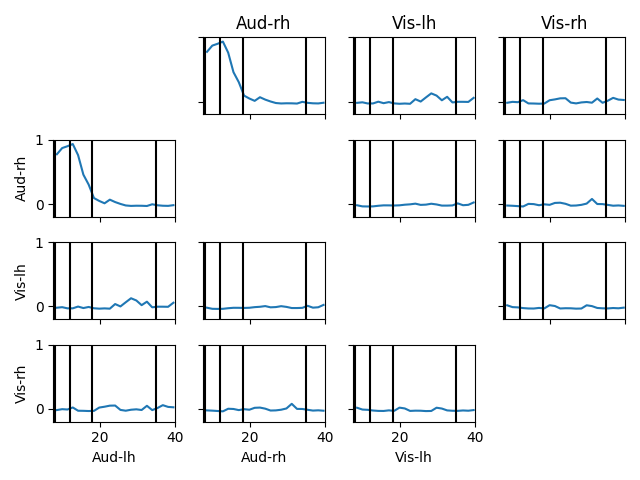 Aud-rh Vis-lh Vis-rh
1
Aud-rh
0
1
Vis-lh
0
1
Vis-rh
0
20 40 20 40 20 40
Aud-lh Aud-rh Vis-lh